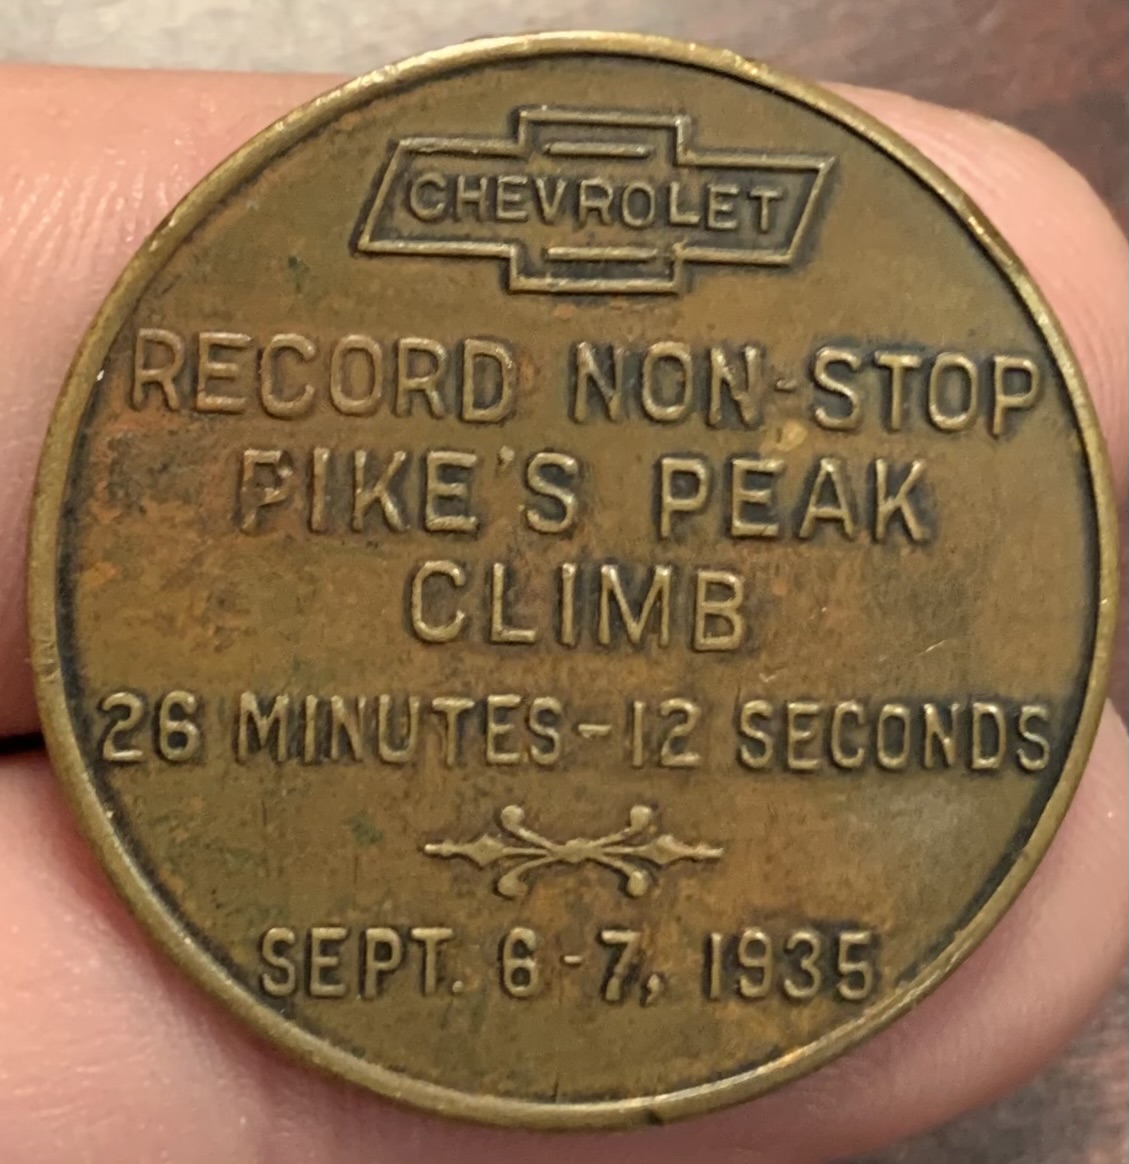 CHEVROLET
RECORD NON-STOP
PIKE'S PEAK
CLIMB
26 MINUTES-12 SECONDS
SEPT. 6-7, 1935